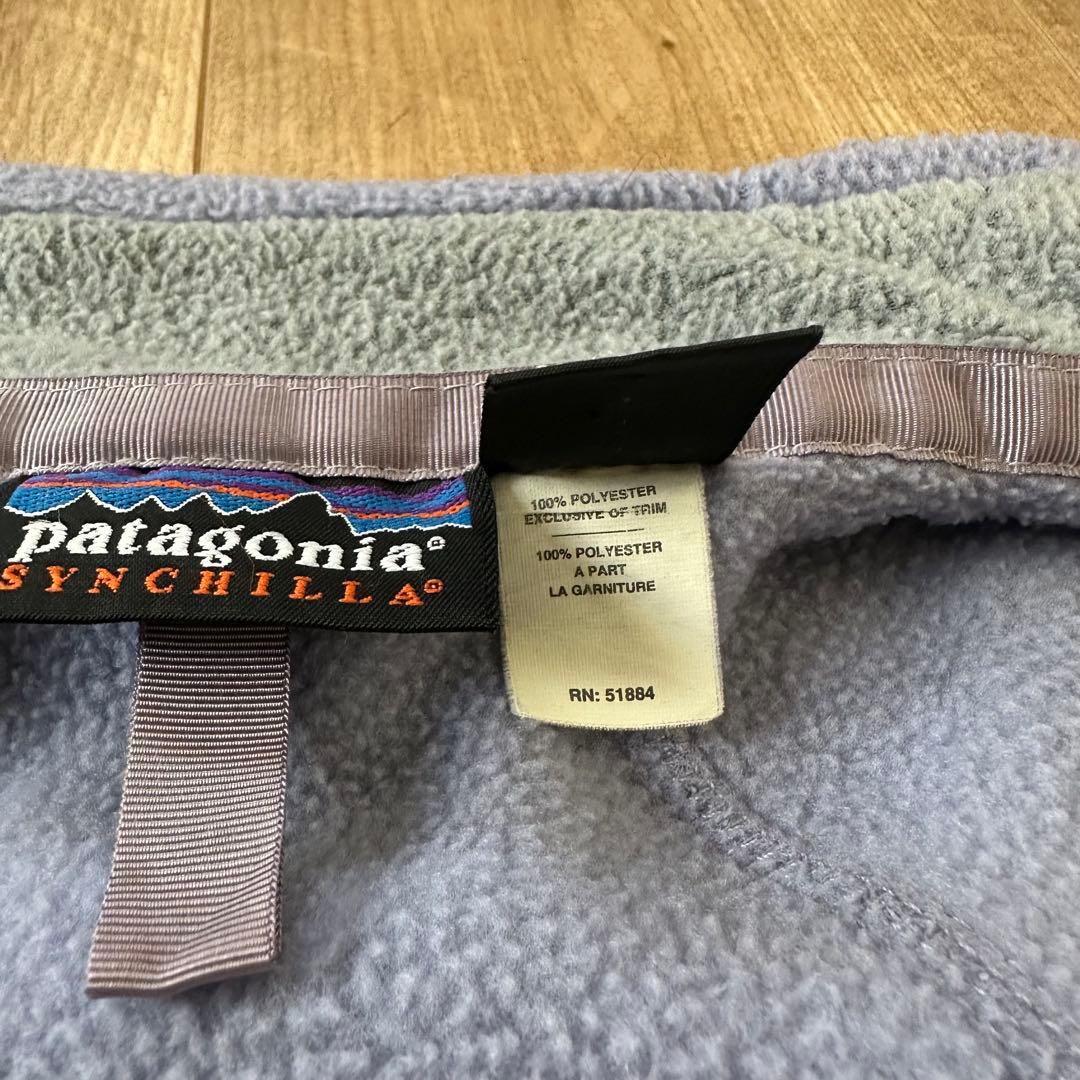 patagonia®
SYNCHILLA®
100% POLYESTER
EXCLUSIVE OF TRIM
100% POLYESTER
A PART
LA GARNITURE
RN: 51884